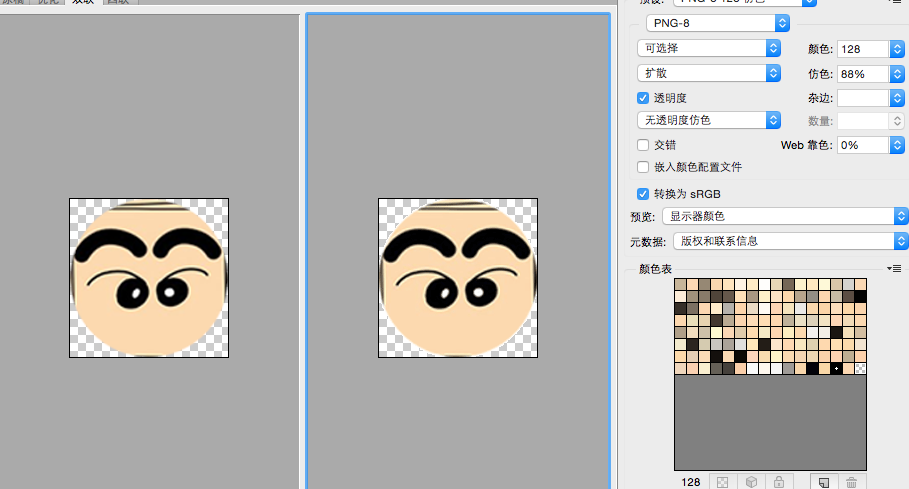 优化 双联 四联
预设: PNG-8 128 仿色
PNG-8
可选择 颜色: 128
扩散 仿色: 88%
透明度 杂边:
无透明度仿色 数量:
交错 Web 靠色: 0%
嵌入颜色配置文件
转换为 sRGB
预览: 显示器颜色
元数据: 版权和联系信息
颜色表
128